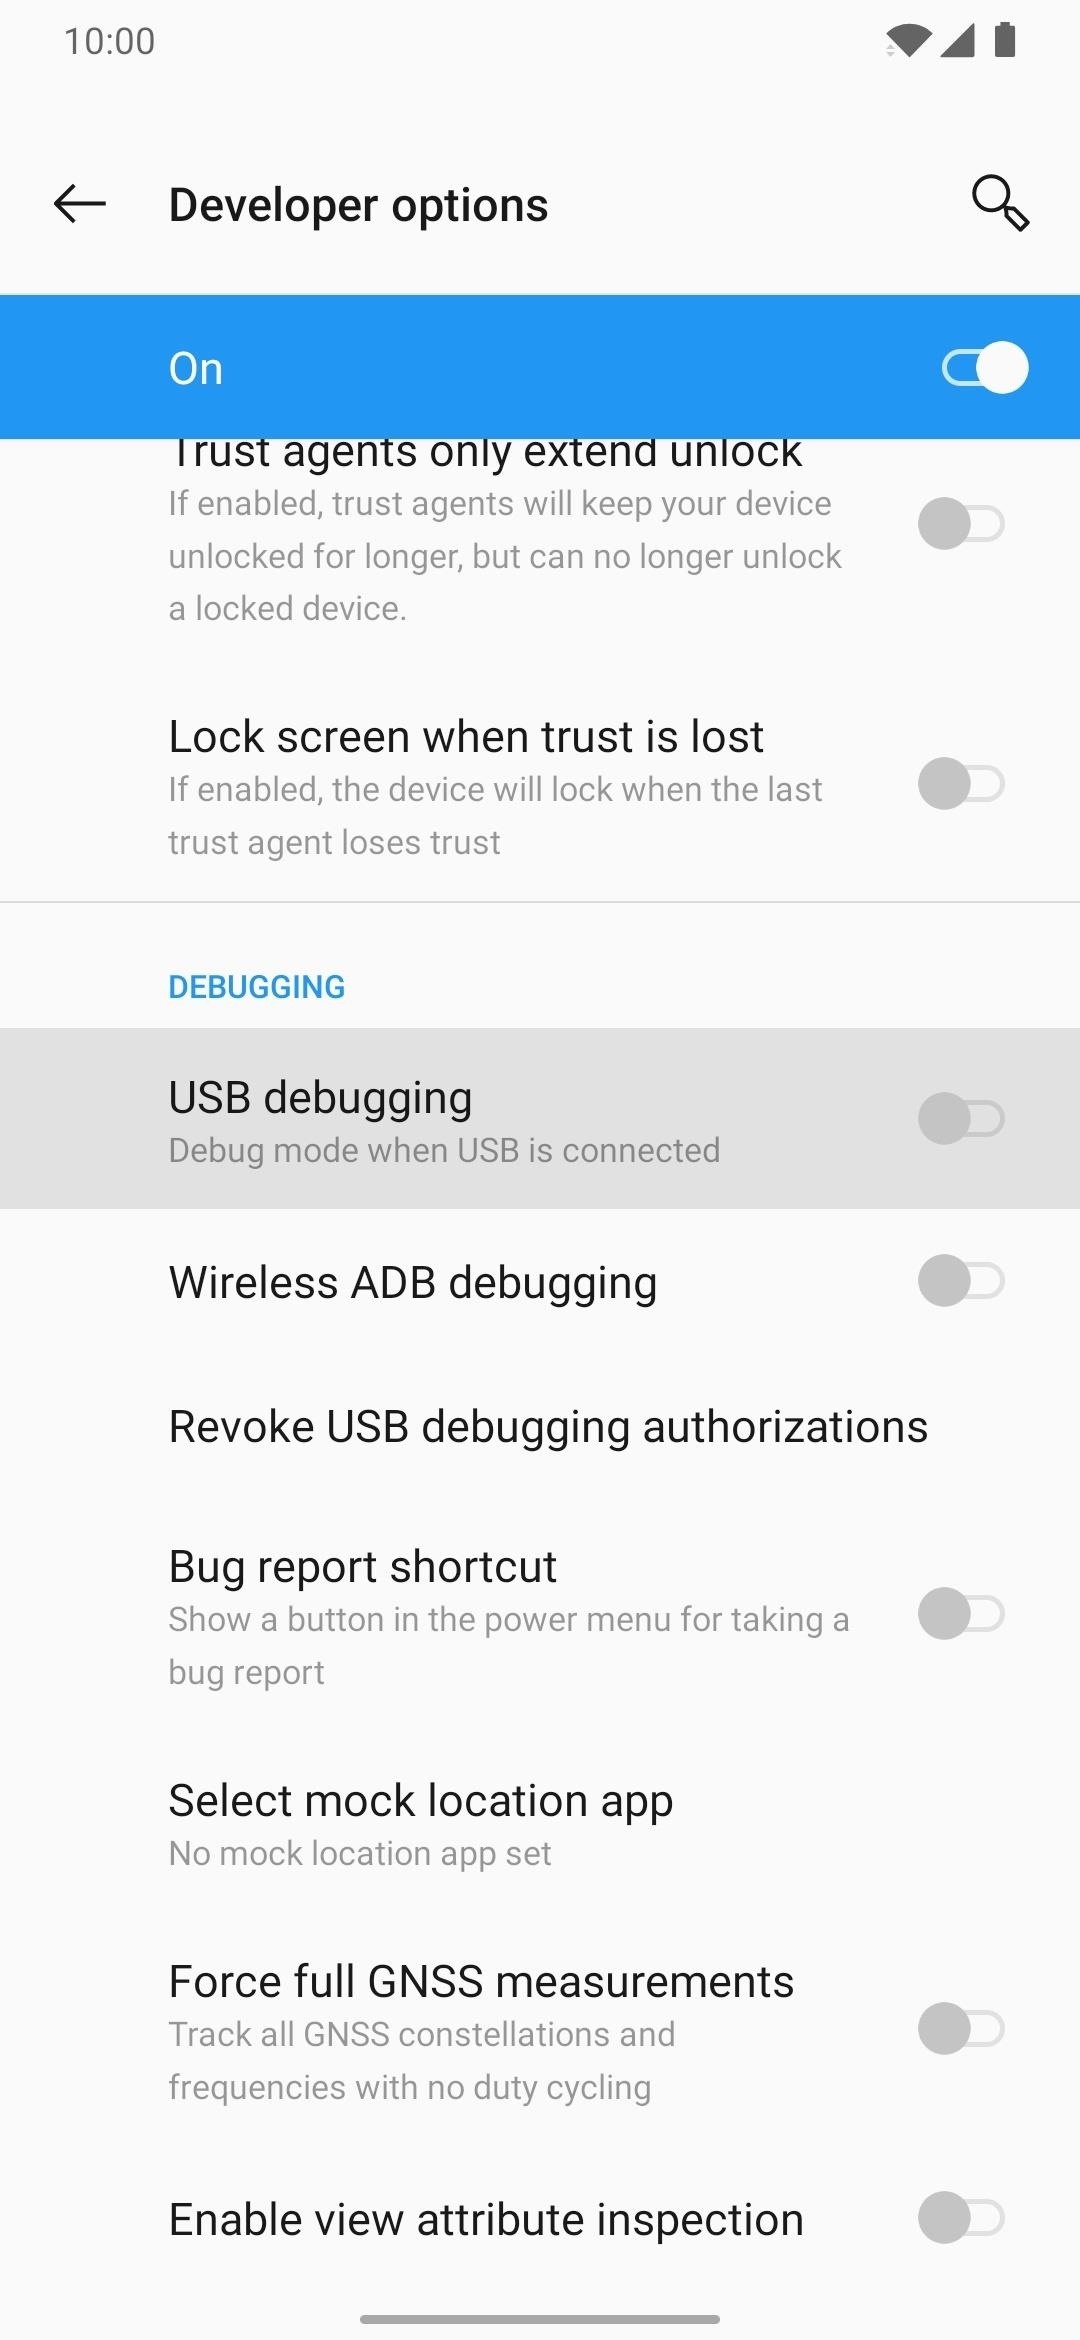 10:00
Developer options
On
Trust agents only extend unlock
If enabled, trust agents will keep your device
unlocked for longer, but can no longer unlock
a locked device.
Lock screen when trust is lost
If enabled, the device will lock when the last
trust agent loses trust
DEBUGGING
USB debugging
Debug mode when USB is connected
Wireless ADB debugging
Revoke USB debugging authorizations
Bug report shortcut
Show a button in the power menu for taking a
bug report
Select mock location app
No mock location app set
Force full GNSS measurements
Track all GNSS constellations and
frequencies with no duty cycling
Enable view attribute inspection